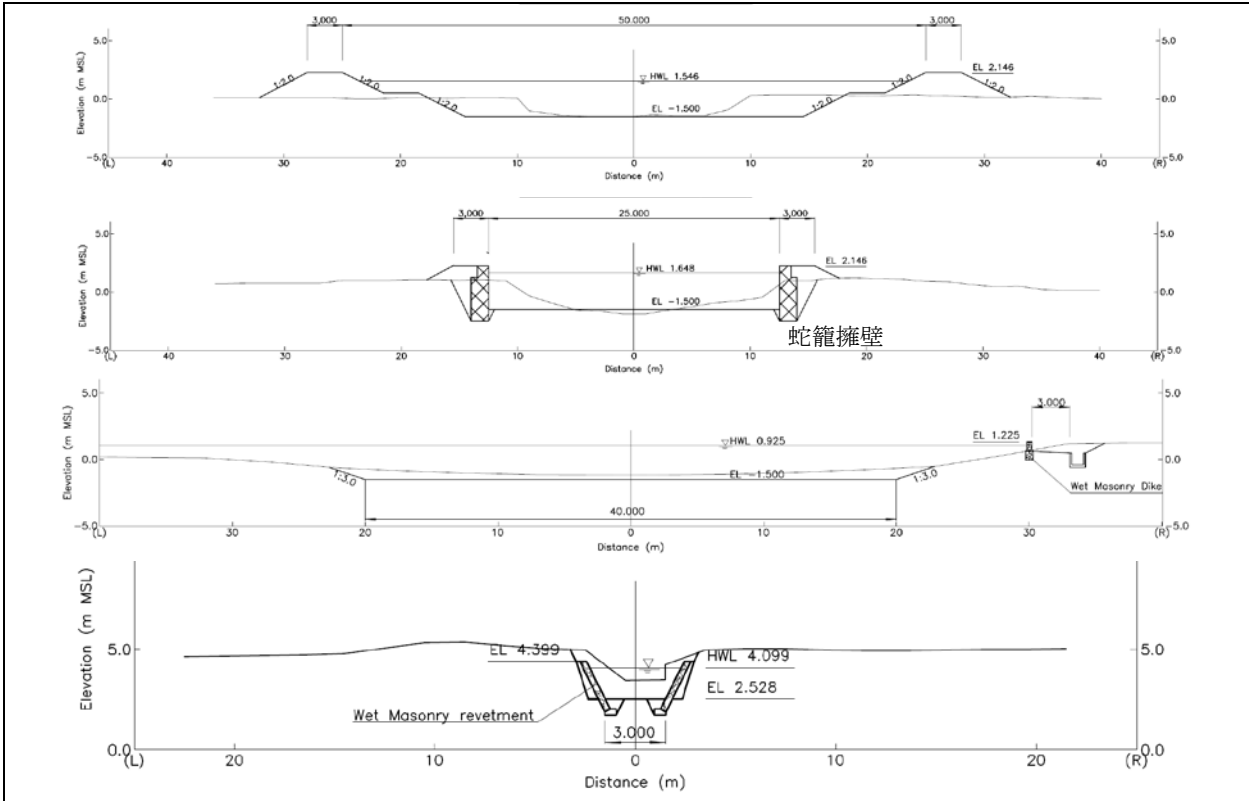 3,000 50.000 3,000
5.0 5.0
HWL 1.546 EL 2.146
1:2.0 1:2.0 1:2.0 1:2.0
0.0 1:2.0 1:2.0 0.0
EL -1.500
-5.0 -5.0
(L) 40 30 20 10 0 10 20 30 40 (R)
Distance (m)
Elevation (m MSL)
3,000 25.000 3,000
5.0 5.0
HWL 1.648 EL 2.146
0.0 0.0
EL -1.500
蛇籠擁壁
-5.0 -5.0
(L) 40 30 20 10 0 10 20 30 40 (R)
Distance (m)
Elevation (m MSL)
3.000
5.0 5.0
HWL 0.925 EL 1.225
0.0 0.0
1:3.0 EL -1.500 1:3.0
Wet Masonry Dike
40.000
-5.0 -5.0
(L) 30 20 10 0 10 20 30 (R)
Distance (m)
Elevation (m MSL)
5.0 EL 4.399 HWL 4.099 5.0
EL 2.528
Wet Masonry revetment
3.000
0.0 0.0
(L) 20 10 0 10 20 (R)
Distance (m)
Elevation (m MSL)